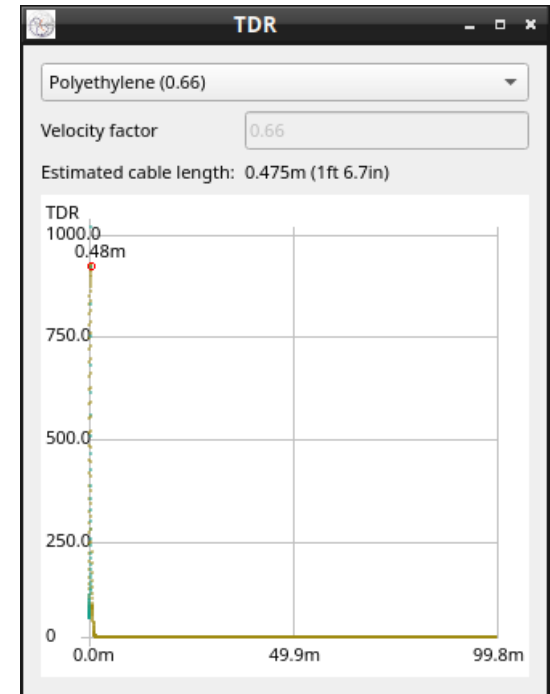 TDR
Polyethylene (0.66)
Velocity factor 0.66
Estimated cable length: 0.475m (1ft 6.7in)
TDR
1000.0
0.48m
750.0
500.0
250.0
0
0.0m 49.9m 99.8m